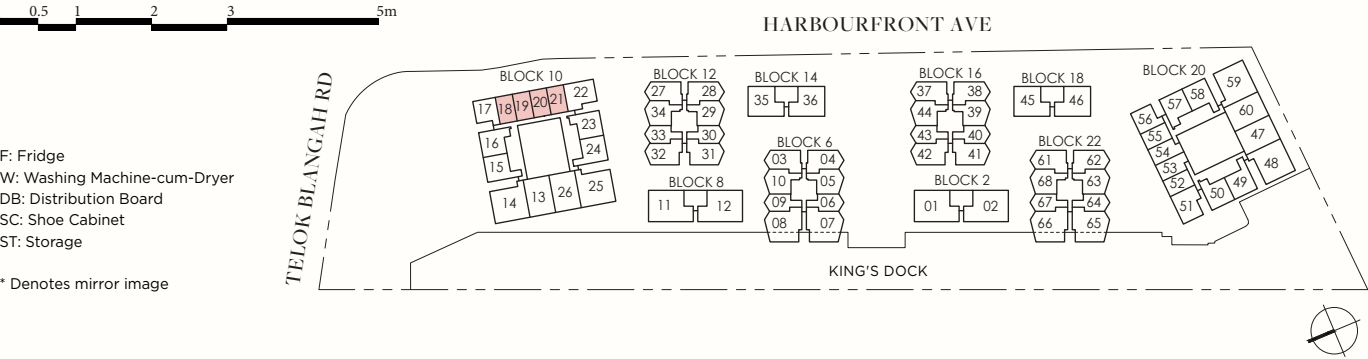 0.5 1 2 3 5m
HARBOURFRONT AVE
TELOK BLANGAH RD
F: Fridge
W: Washing Machine-cum-Dryer
DB: Distribution Board
SC: Shoe Cabinet
ST: Storage
* Denotes mirror image
BLOCK 10
17 18 19 20 21 22
16 23
15 24
14 13 26 25
BLOCK 12
27 28
34 29
33 30
32 31
BLOCK 14
35 36
BLOCK 6
03 04
10 05
09 06
08 07
BLOCK 8
11 12
BLOCK 16
37 38
44 39
43 40
42 41
BLOCK 18
45 46
BLOCK 2
01 02
BLOCK 22
61 62
68 63
67 64
66 65
BLOCK 20
56 57 58 59
55 60
54 47
53 48
52
51 50 49
KING'S DOCK